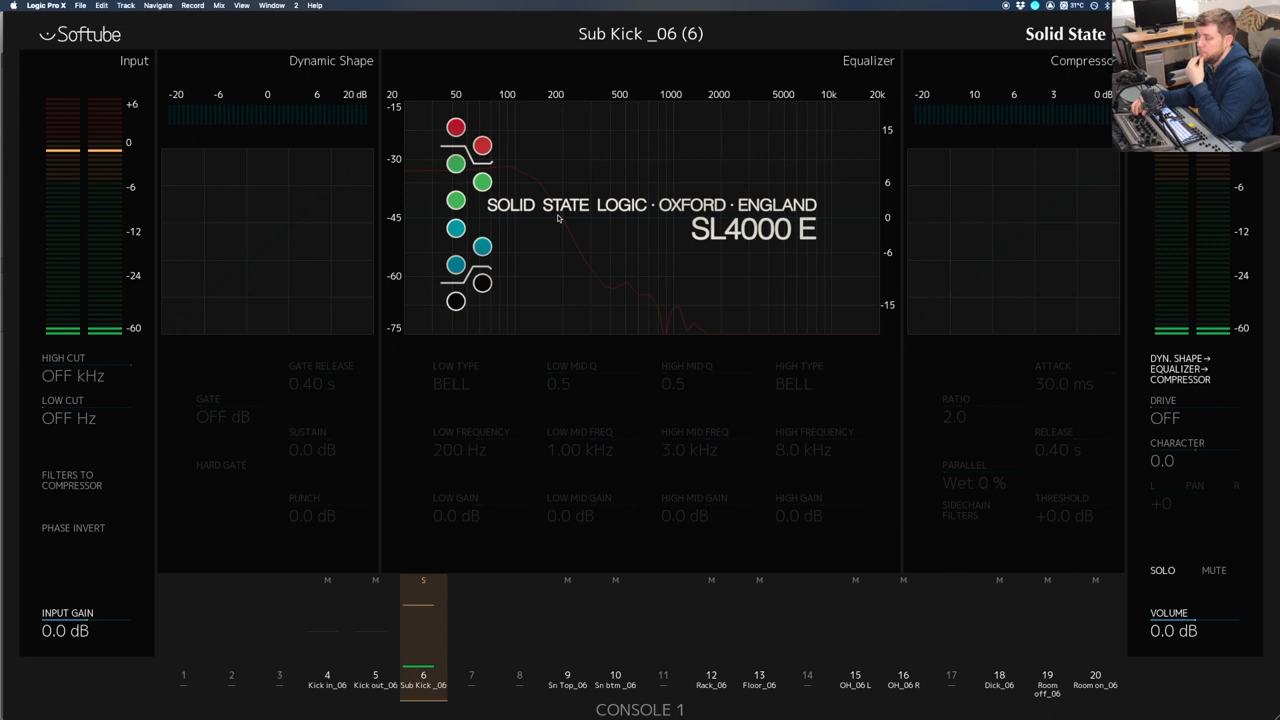 Logic Pro X File Edit Track Navigate Record Mix View Window 2 Help
31°C
Softube
Sub Kick _06 (6)
Solid State
Input
Dynamic Shape
Equalizer
Compresso
-20 -6 0 6 20 dB
20 50 100 200 500 1000 2000 5000 10k 20k
-20 10 6 3 0 dB
+6
0
-6
-12
-24
-60
-15
-30
-45
-60
-75
15
6
0
-6
-15
-6
-12
-24
-60
SOLID STATE LOGIC · OXFORD · ENGLAND
SL4000 E
HIGH CUT
OFF kHz
LOW CUT
OFF Hz
FILTERS TO
COMPRESSOR
PHASE INVERT
INPUT GAIN
0.0 dB
GATE RELEASE
0.40 s
GATE
OFF dB
SUSTAIN
0.0 dB
HARD GATE
PUNCH
0.0 dB
LOW TYPE LOW MID Q HIGH MID Q HIGH TYPE
BELL 0.5 0.5 BELL
LOW FREQUENCY LOW MID FREQ HIGH MID FREQ HIGH FREQUENCY
200 Hz 1.00 kHz 3.0 kHz 8.0 kHz
LOW GAIN LOW MID GAIN HIGH MID GAIN HIGH GAIN
0.0 dB 0.0 dB 0.0 dB 0.0 dB
ATTACK
30.0 ms
RATIO
2.0
RELEASE
0.40 s
PARALLEL
Wet 0 %
SIDECHAIN
FILTERS
THRESHOLD
+0.0 dB
DYN. SHAPE→
EQUALIZER→
COMPRESSOR
DRIVE
OFF
CHARACTER
0.0
L PAN R
+0
SOLO MUTE
VOLUME
0.0 dB
M M S M M M M M M M M M
1 2 3 4 5 6 7 8 9 10 11 12 13 14 15 16 17 18 19 20
— — — Kick in_06 Kick out_06 Sub Kick _06 — — Sn Top_06 Sn btm _06 — Rack_06 Floor_06 — OH_06 L OH_06 R — Dick_06 Room off_06 Room on_06
CONSOLE 1